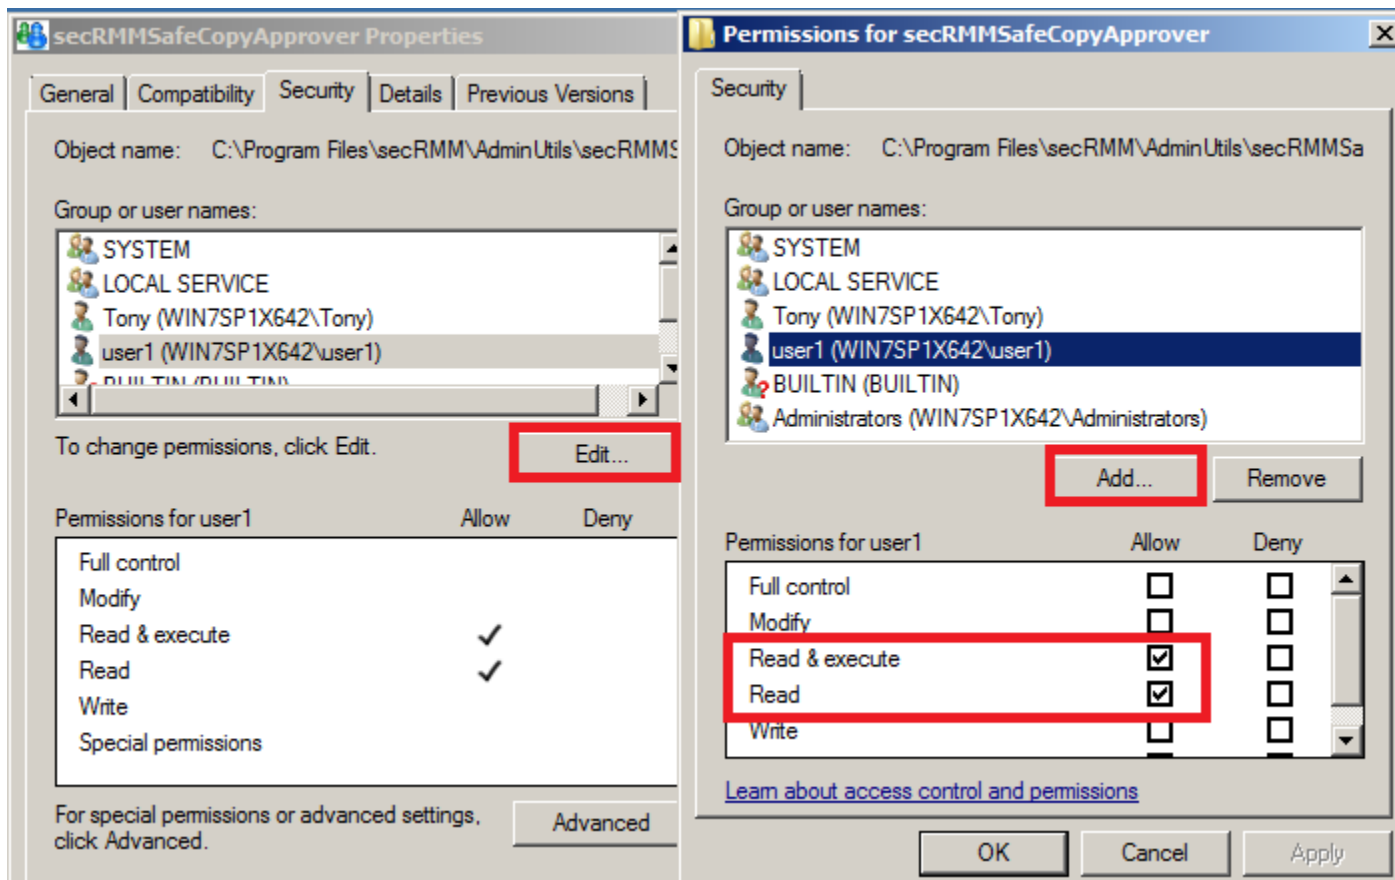 secRMMSafeCopyApprover Properties
General Compatibility Security Details Previous Versions
Object name: C:\Program Files\secRMM\AdminUtils\secRMMS
Group or user names:
SYSTEM
LOCAL SERVICE
Tony (WIN7SP1X642\Tony)
user1 (WIN7SP1X642\user1)
BUILTIN (BUILTIN)
To change permissions, click Edit.
Edit...
Permissions for user1 Allow Deny
Full control
Modify
Read & execute
Read
Write
Special permissions
For special permissions or advanced settings,
click Advanced.
Advanced
Permissions for secRMMSafeCopyApprover
Security
Object name: C:\Program Files\secRMM\AdminUtils\secRMMSa
Group or user names:
SYSTEM
LOCAL SERVICE
Tony (WIN7SP1X642\Tony)
user1 (WIN7SP1X642\user1)
BUILTIN (BUILTIN)
Administrators (WIN7SP1X642\Administrators)
Add... Remove
Permissions for user1 Allow Deny
Full control
Modify
Read & execute
Read
Write
Learn about access control and permissions
OK Cancel Apply